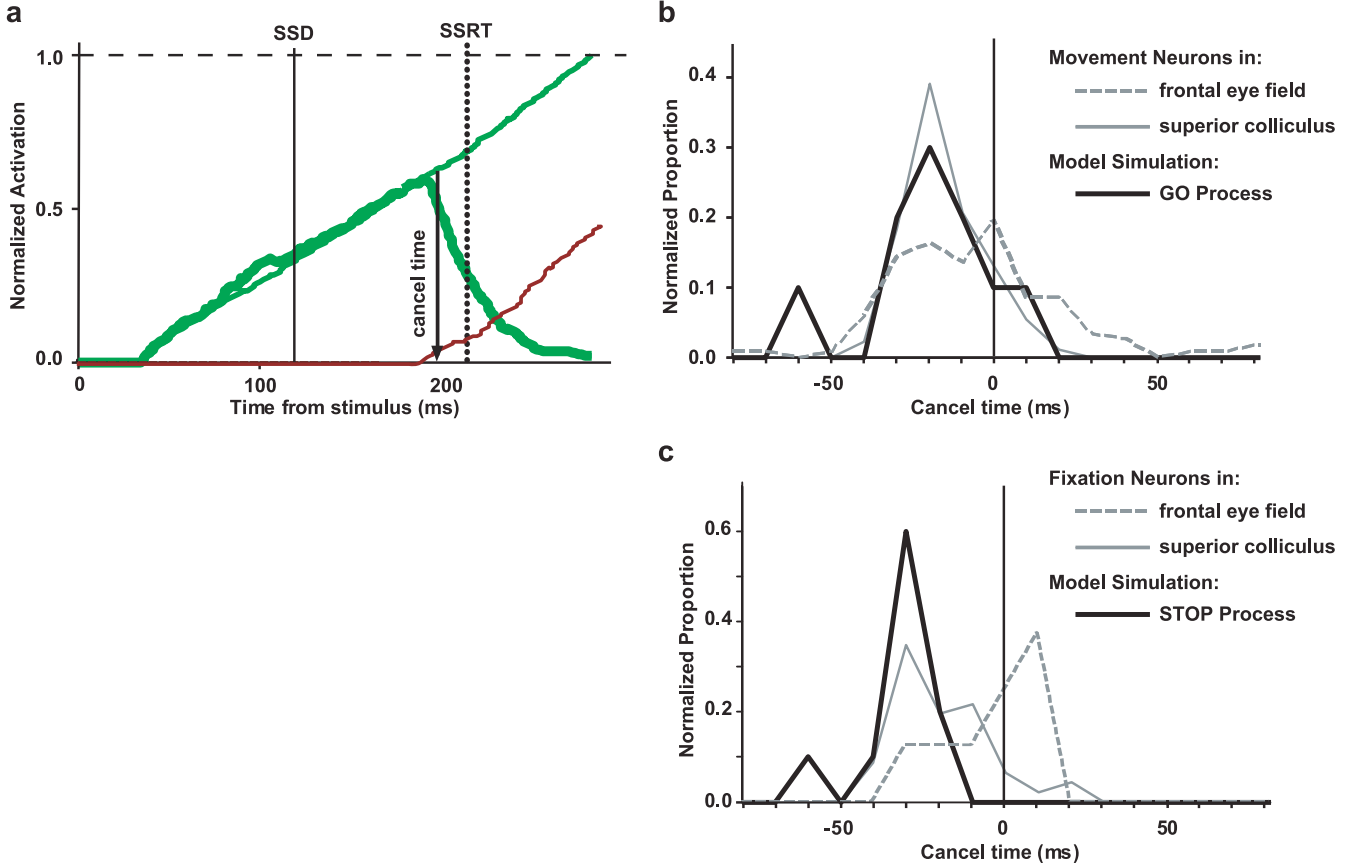 a
SSD
SSRT
1.0
0.5
0.0
Normalized Activation
cancel time
0
100
200
Time from stimulus (ms)
b
Movement Neurons in:
frontal eye field
superior colliculus
Model Simulation:
GO Process
0.4
0.3
0.2
0.1
0.0
Normalized Proportion
-50
0
50
Cancel time (ms)
c
Fixation Neurons in:
frontal eye field
superior colliculus
Model Simulation:
STOP Process
0.6
0.4
0.2
0.0
Normalized Proportion
-50
0
50
Cancel time (ms)